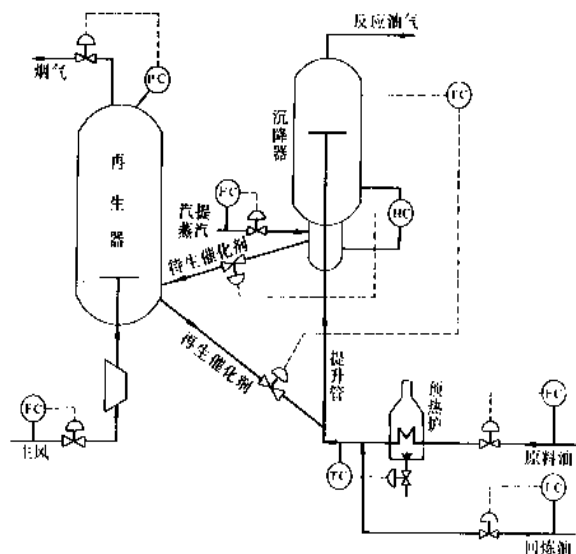 反应油气
烟气
PC
TC
沉降器
再生器
FC
汽提
蒸汽
HC
待生催化剂
再生催化剂
提升管
预热炉
FC
主风
TC
FC
原料油
FC
回炼油